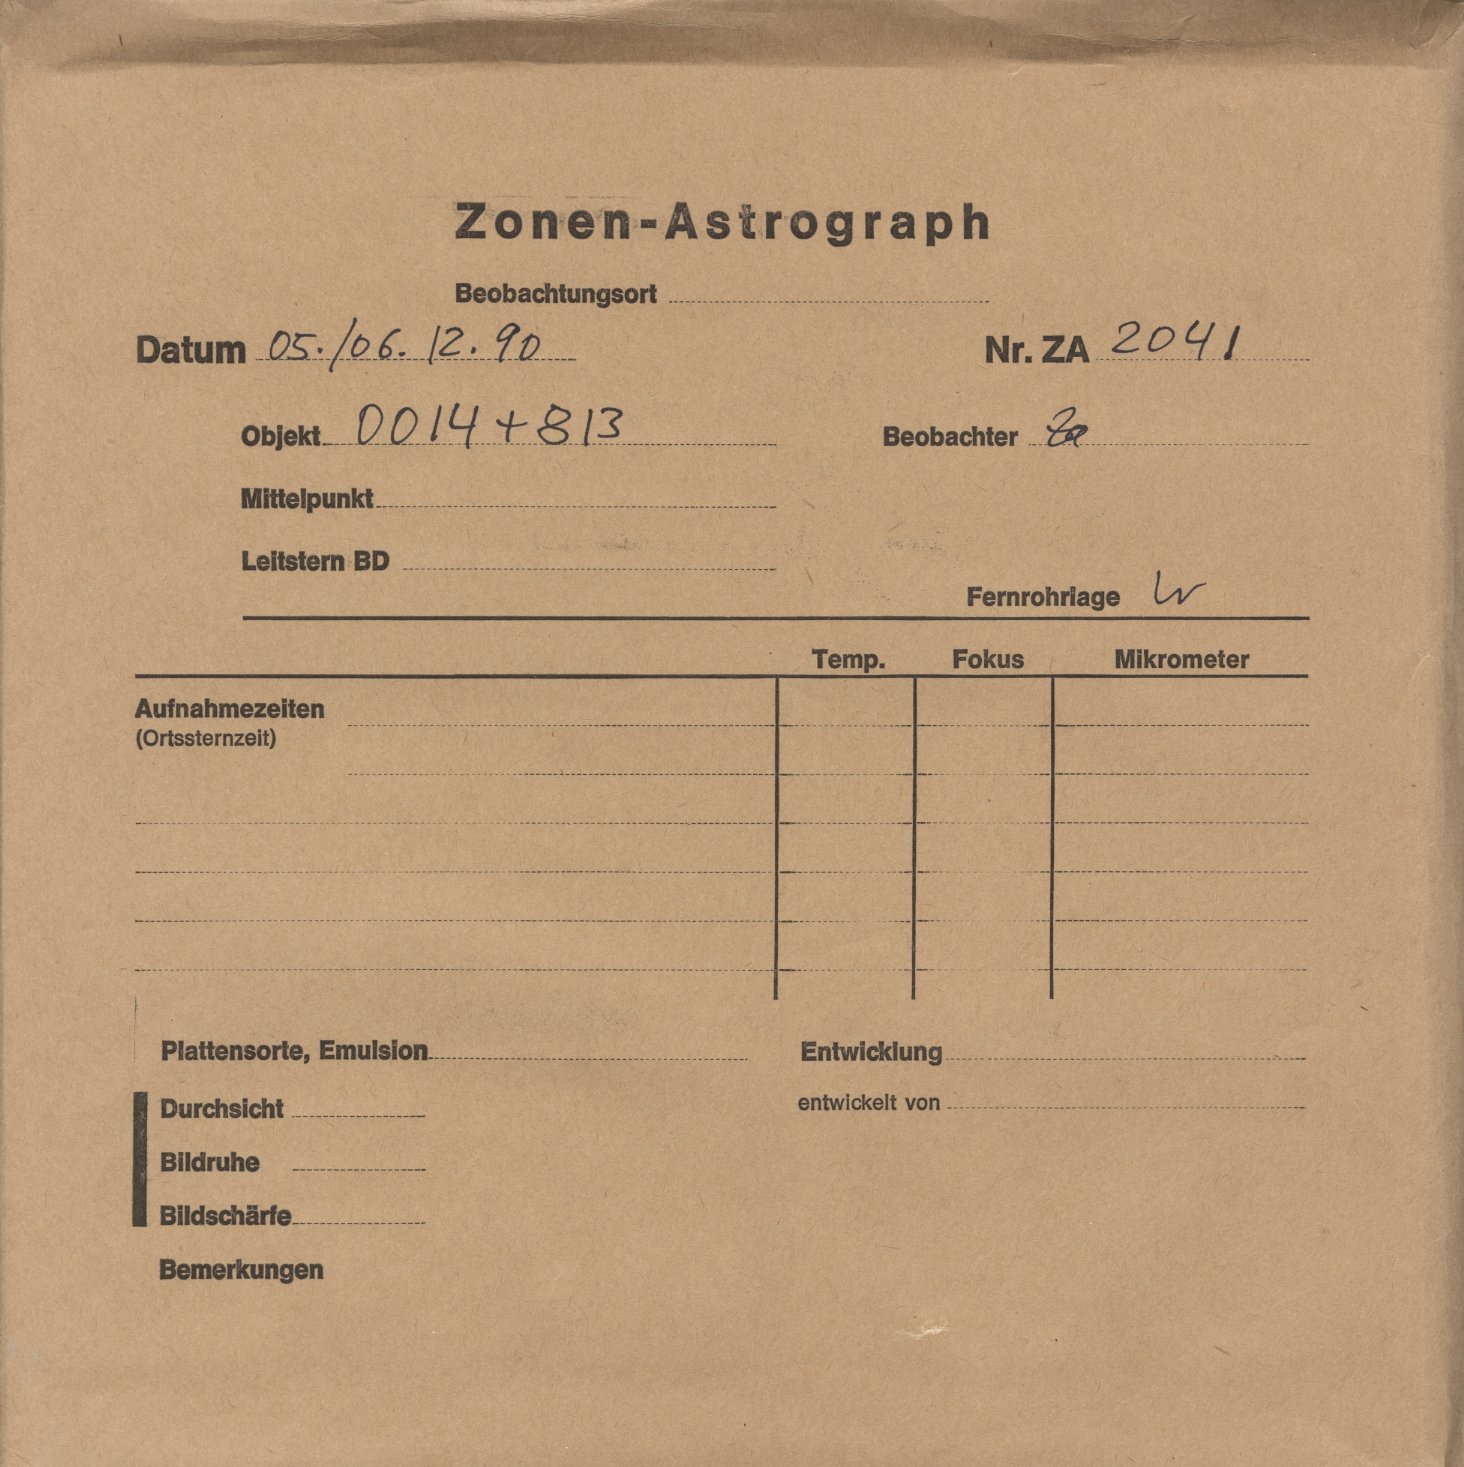 Zonen-Astrograph
Beobachtungsort
Datum 05./06.12.90 Nr. ZA 2041
Objekt 0014+813 Beobachter
Mittelpunkt
Leitstern BD
Fernrohrlage W
Temp. Fokus Mikrometer
Aufnahmezeiten
(Ortssternzeit)
Plattensorte, Emulsion Entwicklung
Durchsicht entwickelt von
Bildruhe
Bildschärfe
Bemerkungen